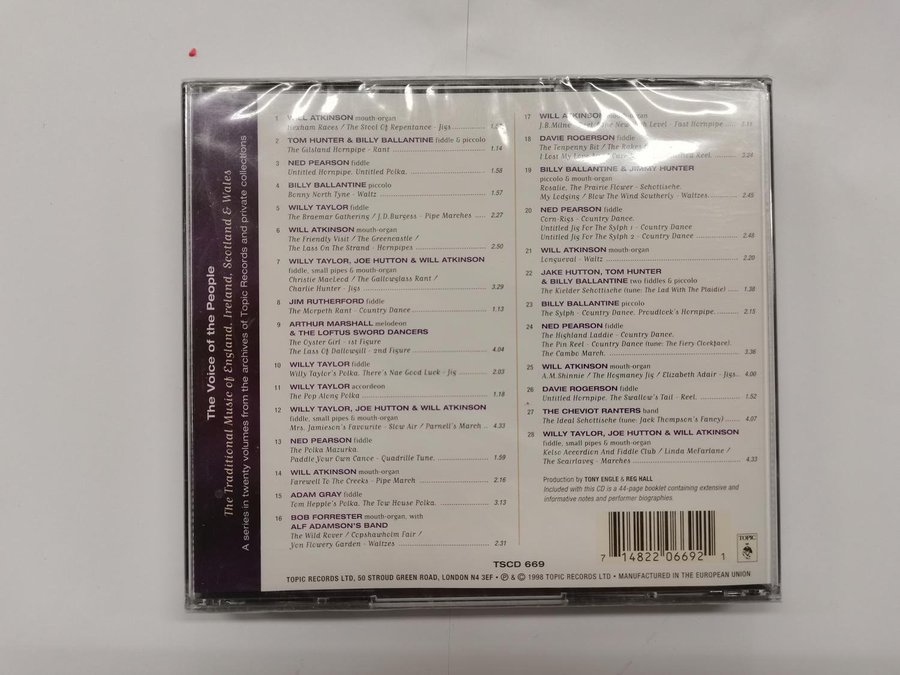 The Voice of the People
The Traditional Music of England, Ireland, Scotland & Wales
A series in twenty volumes from the archives of Topic Records and private collections
1 WILL ATKINSON mouth-organ
Hexham Races / The Stool Of Repentance - Jigs
2 TOM HUNTER & BILLY BALLANTINE fiddle & piccolo
The Gilsland Hornpipe - Rant 1.14
3 NED PEARSON fiddle
Untitled Hornpipe. Untitled Polka. 1.58
4 BILLY BALLANTINE piccolo
Bonny North Tyne - Waltz 1.57
5 WILLY TAYLOR fiddle
The Braemar Gathering / J.D.Burgess - Pipe Marches 2.27
6 WILL ATKINSON mouth-organ
The Friendly Visit / The Greencastle /
The Lass On The Strand - Hornpipes 2.50
7 WILLY TAYLOR, JOE HUTTON & WILL ATKINSON
fiddle, small pipes & mouth-organ
Christie MacLeod / The Gallowglass Rant /
Charlie Hunter - Jigs 3.29
8 JIM RUTHERFORD fiddle
The Morpeth Rant - Country Dance 1.13
9 ARTHUR MARSHALL melodeon
& THE LOFTUS SWORD DANCERS
The Oyster Girl - 1st Figure
The Lass Of Dallowgill - 2nd Figure 4.04
10 WILLY TAYLOR fiddle
Willy Taylor's Polka. There's Nae Good Luck - Jig 2.03
11 WILLY TAYLOR accordeon
The Pop Along Polka 1.18
12 WILLY TAYLOR, JOE HUTTON & WILL ATKINSON
fiddle, small pipes & mouth-organ
Mrs. Jamieson's Favourite - Slow Air / Parnell's March 4.33
13 NED PEARSON fiddle
The Polka Mazurka.
Paddle Your Own Canoe - Quadrille Tune. 1.59
14 WILL ATKINSON mouth-organ
Farewell To The Creeks - Pipe March 2.16
15 ADAM GRAY fiddle
Tom Hepple's Polka. The Tow House Polka. 3.13
16 BOB FORRESTER mouth-organ, with
ALF ADAMSON'S BAND
The Wild Rover / Copshawholm Fair /
Yon Flowery Garden - Waltzes 2.31
17 WILL ATKINSON
J.B.Milne Level - Fast Hornpipe
18 DAVIE ROGERSON fiddle
The Tenpenny Bit / The Rakes
I Lost My Love Reel 3.24
19 BILLY BALLANTINE & JIMMY HUNTER
piccolo & mouth-organ
Rosalie, The Prairie Flower - Schottische.
My Lodging / Blow The Wind Southerly - Waltzes 2.45
20 NED PEARSON fiddle
Corn-Rigs - Country Dance.
Untitled Jig For The Sylph 1 - Country Dance
Untitled Jig For The Sylph 2 - Country Dance 2.48
21 WILL ATKINSON mouth-organ
Longueval - Waltz 2.20
22 JAKE HUTTON, TOM HUNTER
& BILLY BALLANTINE two fiddles & piccolo
The Kielder Schottische (tune: The Lad With The Plaidie) 1.38
23 BILLY BALLANTINE piccolo
The Sylph - Country Dance. Proudlock's Hornpipe. 2.15
24 NED PEARSON fiddle
The Highland Laddie - Country Dance.
The Pin Reel - Country Dance (tune: The Fiery Clockface).
The Cambo March. 3.36
25 WILL ATKINSON mouth-organ
A.M.Shinnie / The Hogmaney Jig / Elizabeth Adair - Jigs 4.00
26 DAVIE ROGERSON fiddle
Untitled Hornpipe. The Swallow's Tail - Reel. 1.52
27 THE CHEVIOT RANTERS band
The Ideal Schottische (tune: Jack Thompson's Fancy) 4.07
28 WILLY TAYLOR, JOE HUTTON & WILL ATKINSON
fiddle, small pipes & mouth-organ
Kelso Accordion And Fiddle Club / Linda McFarlane /
The Scarilaveg - Marches 4.33
Production by TONY ENGLE & REG HALL
Included with this CD is a 44-page booklet containing extensive and
informative notes and performer biographies.
7 14822 06692 1
TOPIC
TSCD 669
TOPIC RECORDS LTD, 50 STROUD GREEN ROAD, LONDON N4 3EF • ℗ & © 1998 TOPIC RECORDS LTD • MANUFACTURED IN THE EUROPEAN UNION